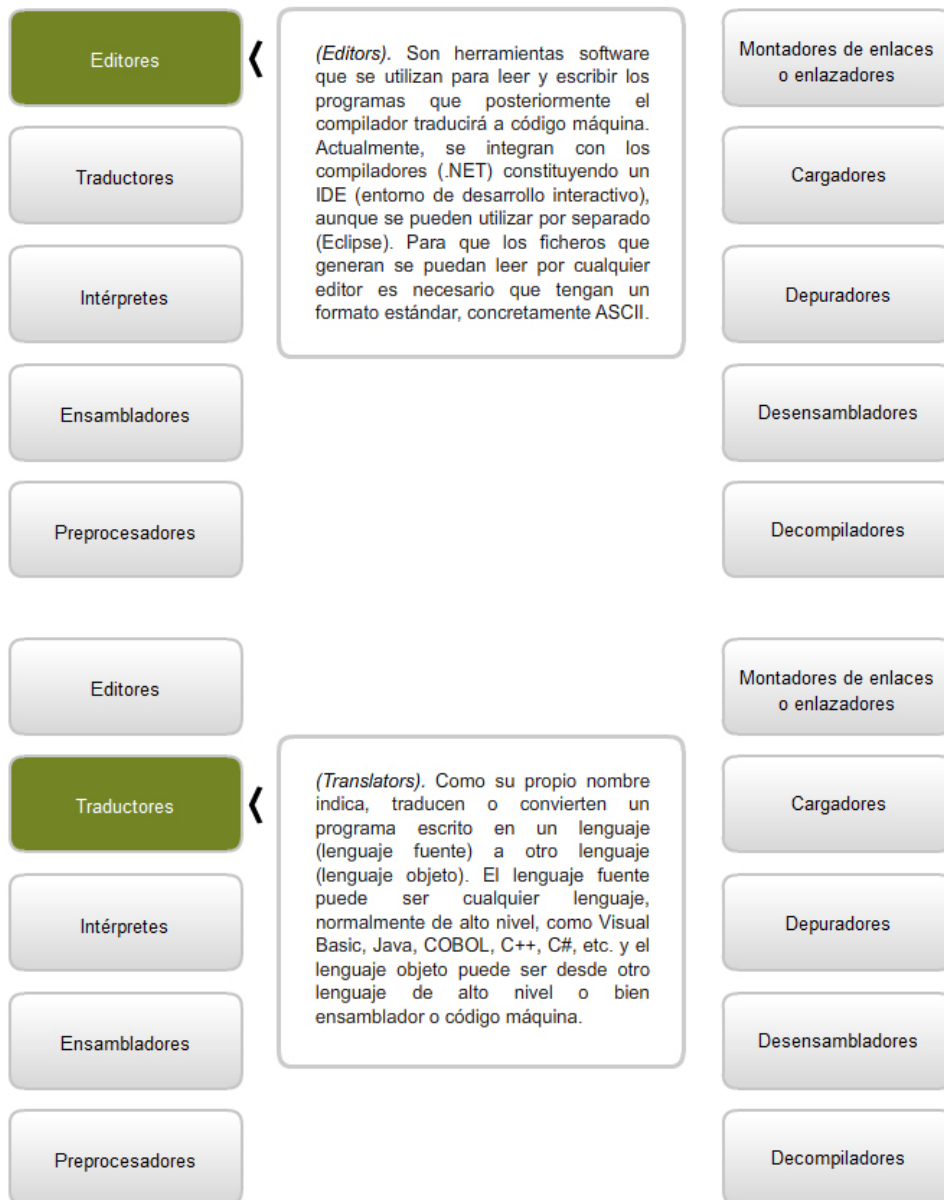 Editores
Traductores
Intérpretes
Ensambladores
Preprocesadores
(Editors). Son herramientas software
que se utilizan para leer y escribir los
programas que posteriormente el
compilador traducirá a código máquina.
Actualmente, se integran con los
compiladores (.NET) constituyendo un
IDE (entorno de desarrollo interactivo),
aunque se pueden utilizar por separado
(Eclipse). Para que los ficheros que
generan se puedan leer por cualquier
editor es necesario que tengan un
formato estándar, concretamente ASCII.
Montadores de enlaces
o enlazadores
Cargadores
Depuradores
Desensambladores
Decompiladores
Editores
Traductores
Intérpretes
Ensambladores
Preprocesadores
(Translators). Como su propio nombre
indica, traducen o convierten un
programa escrito en un lenguaje
(lenguaje fuente) a otro lenguaje
(lenguaje objeto). El lenguaje fuente
puede ser cualquier lenguaje,
normalmente de alto nivel, como Visual
Basic, Java, COBOL, C++, C#, etc. y el
lenguaje objeto puede ser desde otro
lenguaje de alto nivel o bien
ensamblador o código máquina.
Montadores de enlaces
o enlazadores
Cargadores
Depuradores
Desensambladores
Decompiladores